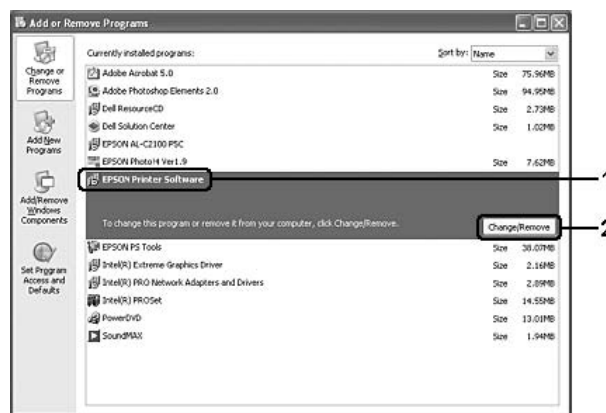 Add or Remove Programs
Change or
Remove
Programs
Add New
Programs
Add/Remove
Windows
Components
Set Program
Access and
Defaults
Currently installed programs:
Sort by: Name
Adobe Acrobat 5.0 Size 75.96MB
Adobe Photoshop Elements 2.0 Size 94.95MB
Dell ResourceCD Size 2.73MB
Dell Solution Center Size 1.02MB
EPSON AL-C2100 PSC
EPSON Photo!4 Ver1.9 Size 7.62MB
EPSON Printer Software
1
To change this program or remove it from your computer, click Change/Remove.
Change/Remove
2
EPSON PS Tools Size 38.07MB
Intel(R) Extreme Graphics Driver Size 2.16MB
Intel(R) PRO Network Adapters and Drivers Size 2.89MB
Intel(R) PROSet Size 14.55MB
PowerDVD Size 13.01MB
SoundMAX Size 1.94MB